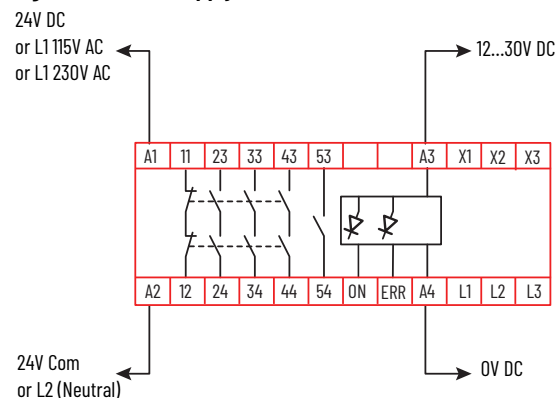 24V DC
or L1 115V AC
or L1 230V AC
12...30V DC
A1 11 23 33 43 53 A3 X1 X2 X3
A2 12 24 34 44 54 ON ERR A4 L1 L2 L3
24V Com
or L2 (Neutral)
0V DC